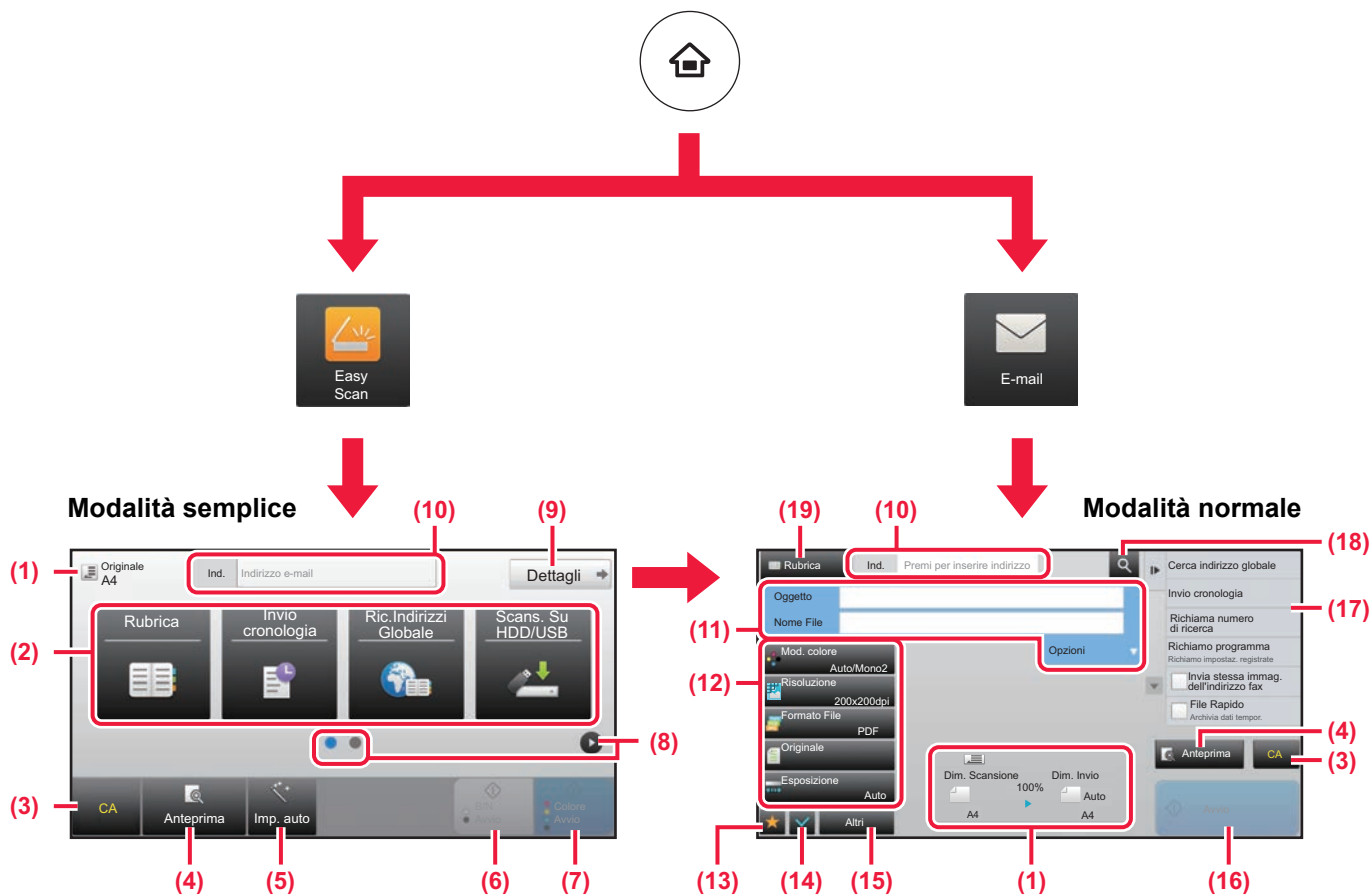 Easy
Scan
E-mail
Modalità semplice
Modalità normale
(10)
(9)
(19)
(10)
(18)
(1)
Originale
A4
Ind.
Indirizzo e-mail
Dettagli
(2)
Rubrica
Invio
cronologia
Ric.Indirizzi
Globale
Scans. Su
HDD/USB
(8)
(3)
CA
Anteprima
Imp. auto
B/N
Avvio
Colore
Avvio
(4)
(5)
(6)
(7)
Rubrica
Ind.
Premi per inserire indirizzo
Cerca indirizzo globale
Invio cronologia
(17)
Richiama numero
di ricerca
Richiamo programma
Richiamo impostaz. registrate
Invia stessa immag.
dell'indirizzo fax
File Rapido
Archivia dati tempor.
(11)
Oggetto
Nome File
Opzioni
(12)
Mod. colore
Auto/Mono2
Risoluzione
200x200dpi
Formato File
PDF
Originale
Esposizione
Auto
(4)
Anteprima
CA
(3)
Dim. Scansione
100%
Dim. Invio
Auto
A4
A4
Altri
Avvio
(13)
(14)
(15)
(1)
(16)